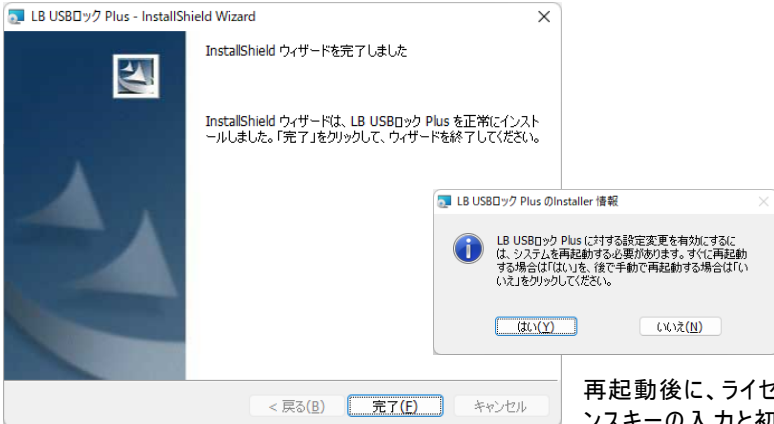 LB USBロック Plus - InstallShield Wizard
InstallShield ウィザードを完了しました
InstallShield ウィザードは、LB USBロック Plus を正常にインスト
ールしました。「完了」をクリックして、ウィザードを終了してください。
< 戻る(B)
完了(F)
キャンセル
LB USBロック Plus のInstaller 情報
LB USBロック Plus に対する設定変更を有効にするに
は、システムを再起動する必要があります。すぐに再起動
する場合は「はい」を、後で手動で再起動する場合は「い
いえ」をクリックしてください。
はい(Y)
いいえ(N)
再起動後に、ライセ
ンスキーの入力と初